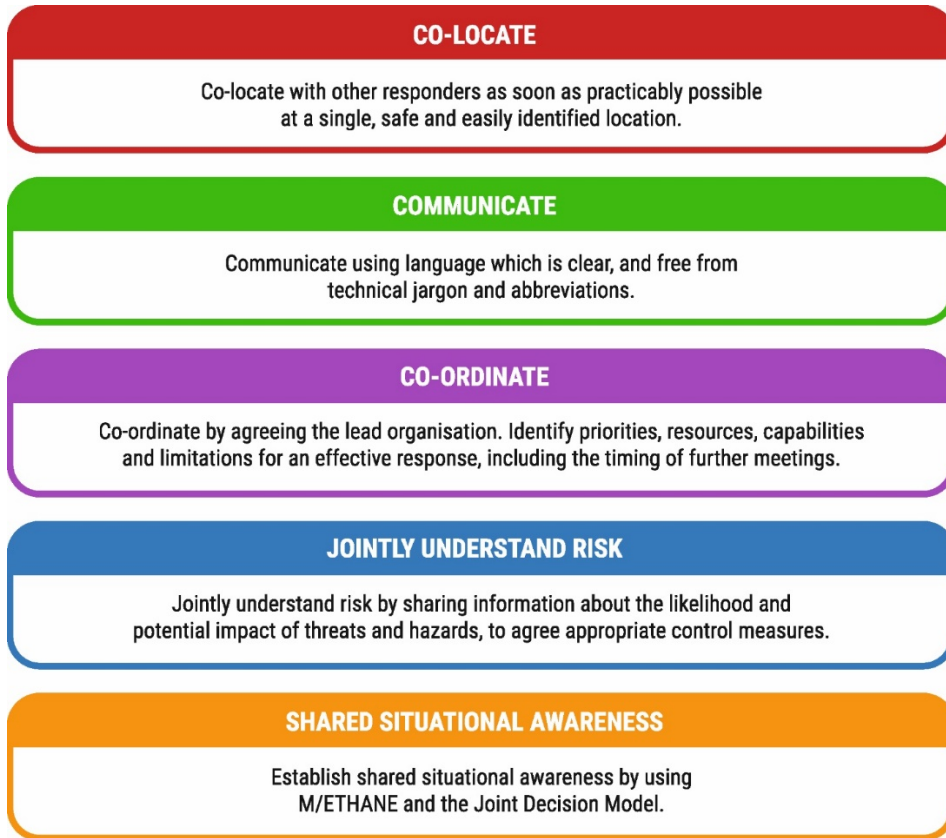 CO-LOCATE
Co-locate with other responders as soon as practicably possible
at a single, safe and easily identified location.
COMMUNICATE
Communicate using language which is clear, and free from
technical jargon and abbreviations.
CO-ORDINATE
Co-ordinate by agreeing the lead organisation. Identify priorities, resources, capabilities
and limitations for an effective response, including the timing of further meetings.
JOINTLY UNDERSTAND RISK
Jointly understand risk by sharing information about the likelihood and
potential impact of threats and hazards, to agree appropriate control measures.
SHARED SITUATIONAL AWARENESS
Establish shared situational awareness by using
M/ETHANE and the Joint Decision Model.